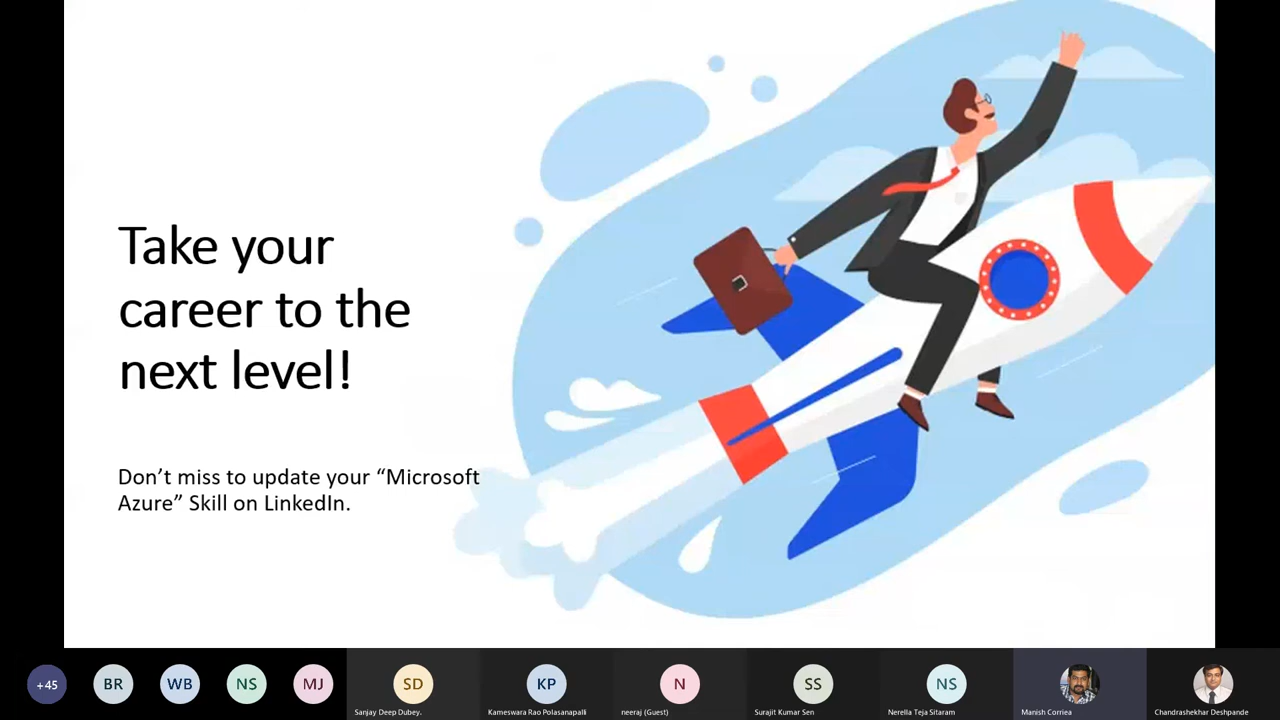 Take your
career to the
next level!
Don’t miss to update your “Microsoft
Azure” Skill on LinkedIn.
+45
BR
WB
NS
MJ
SD
KP
N
SS
NS
Sanjay Deep Dubey.
Kameswara Rao Polasanapalli
neeraj (Guest)
Surajit Kumar Sen
Nerella Teja Sitaram
Manish Corriea
Chandrashekhar Deshpande